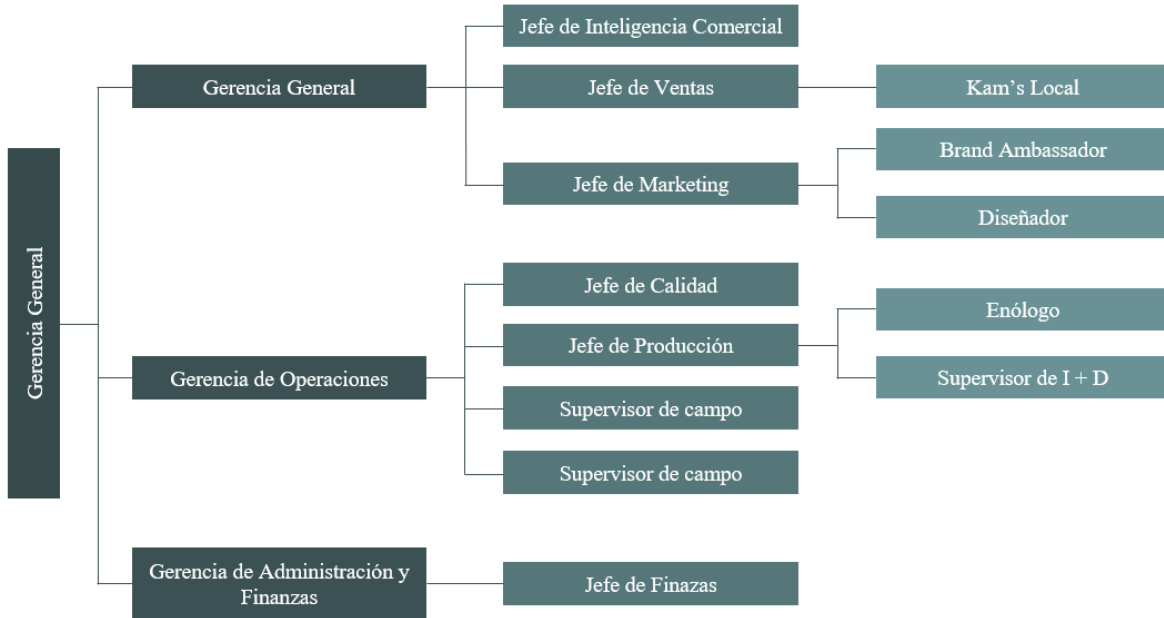 Gerencia General
Gerencia General
Jefe de Inteligencia Comercial
Jefe de Ventas
Kam's Local
Jefe de Marketing
Brand Ambassador
Diseñador
Gerencia de Operaciones
Jefe de Calidad
Jefe de Producción
Enólogo
Supervisor de I + D
Supervisor de campo
Supervisor de campo
Gerencia de Administración y
Finanzas
Jefe de Finazas